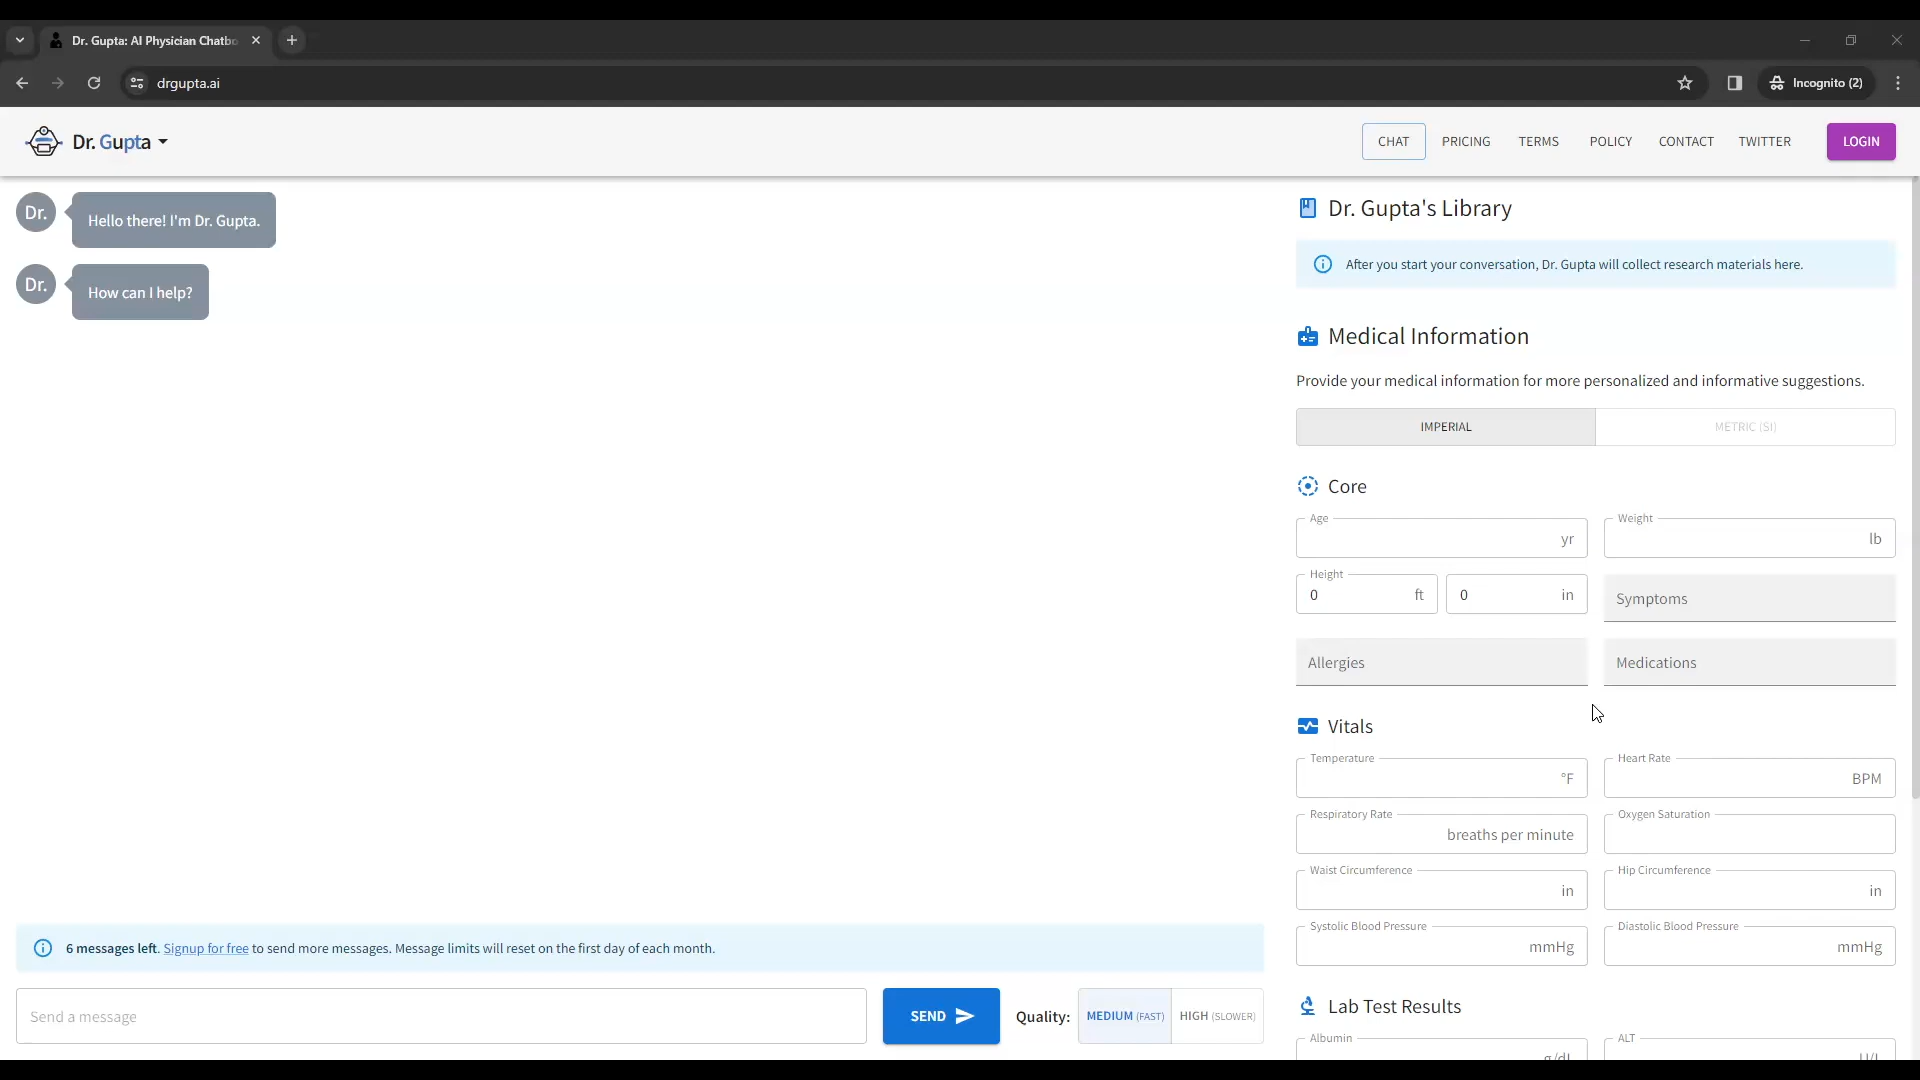 Dr. Gupta: AI Physician Chatbo
drgupta.ai
Incognito (2)
Dr. Gupta
CHAT
PRICING
TERMS
POLICY
CONTACT
TWITTER
LOGIN
Dr.
Hello there! I'm Dr. Gupta.
Dr.
How can I help?
6 messages left. Signup for free to send more messages. Message limits will reset on the first day of each month.
Send a message
SEND
Quality:
MEDIUM (FAST)
HIGH (SLOWER)
Dr. Gupta's Library
After you start your conversation, Dr. Gupta will collect research materials here.
Medical Information
Provide your medical information for more personalized and informative suggestions.
IMPERIAL
METRIC (SI)
Core
Age
yr
Weight
lb
Height
0 ft
0 in
Symptoms
Allergies
Medications
Vitals
Temperature
°F
Heart Rate
BPM
Respiratory Rate
breaths per minute
Oxygen Saturation
Waist Circumference
in
Hip Circumference
in
Systolic Blood Pressure
mmHg
Diastolic Blood Pressure
mmHg
Lab Test Results
Albumin
g/dL
ALT
U/L